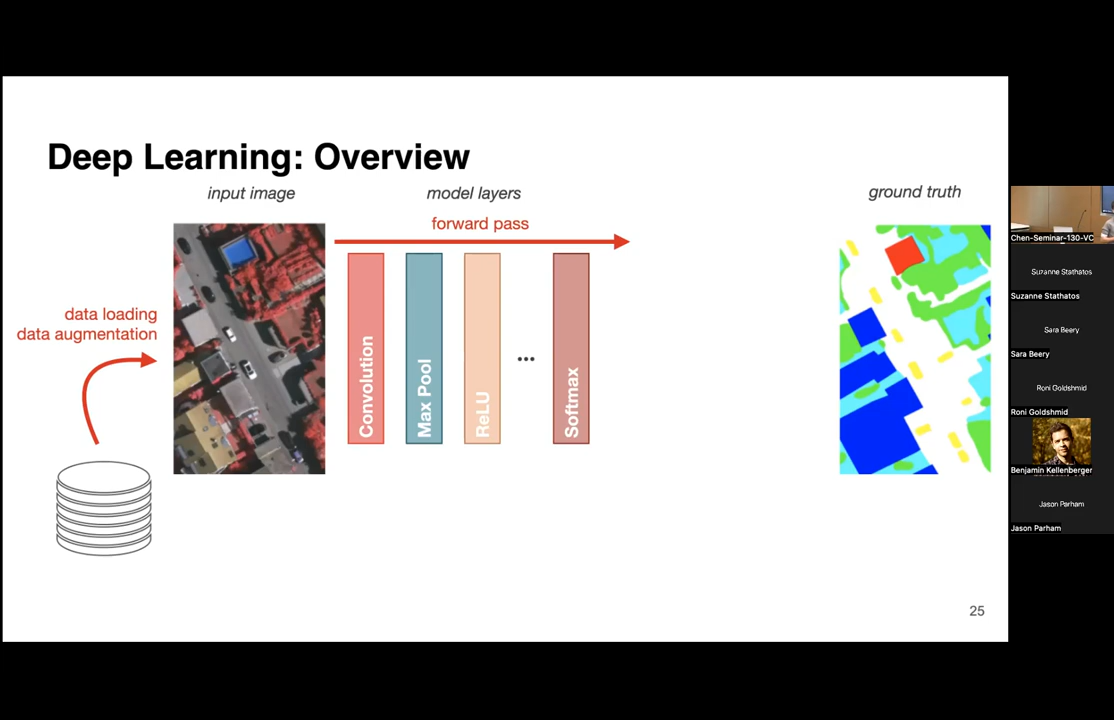 Deep Learning: Overview
input image
model layers
ground truth
forward pass
data loading
data augmentation
Convolution
Max Pool
ReLU
...
Softmax
25
Chen-Seminar-130-VC
Suzanne Stathatos
Suzanne Stathatos
Sara Beery
Sara Beery
Roni Goldshmid
Roni Goldshmid
Benjamin Kellenberger
Jason Parham
Jason Parham